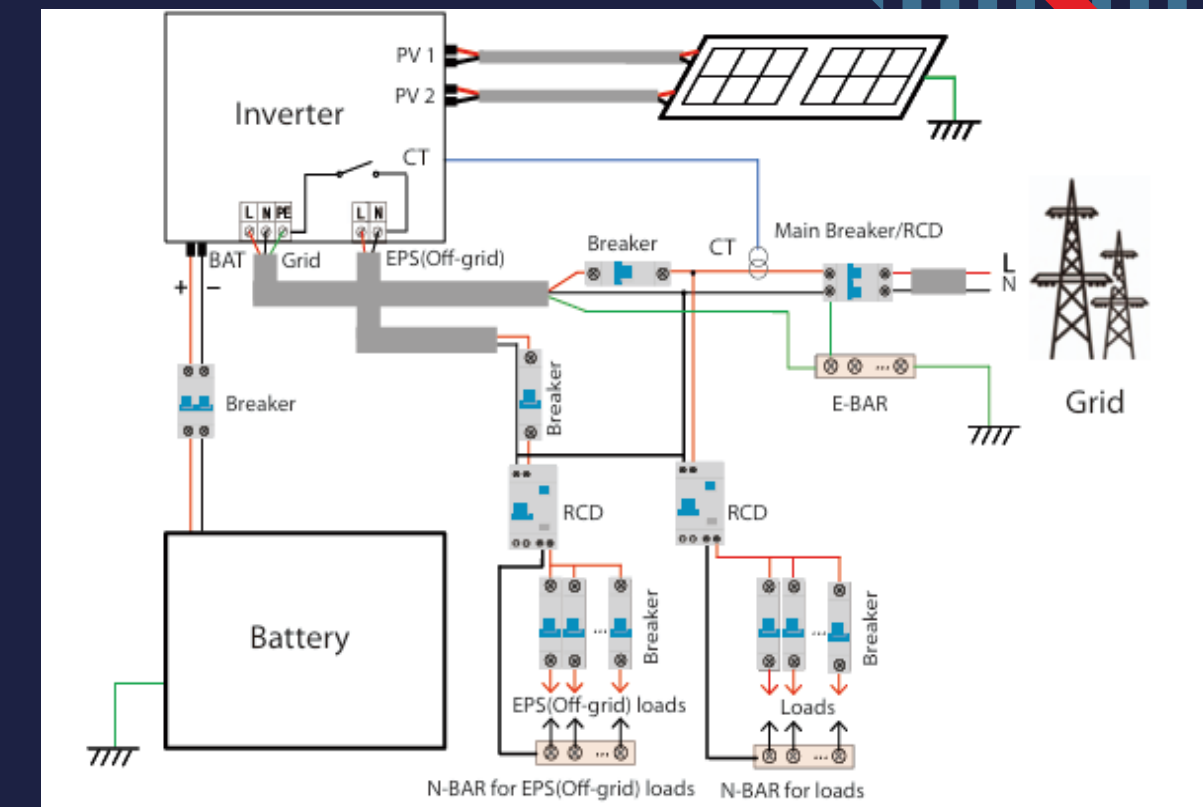 PV 1
PV 2
Inverter
CT
L N PE
L N
BAT
Grid
EPS(Off-grid)
+
−
Breaker
CT
Main Breaker/RCD
L
N
Breaker
Breaker
...
E-BAR
Grid
RCD
RCD
Battery
...
Breaker
...
Breaker
EPS(Off-grid) loads
Loads
...
...
N-BAR for EPS(Off-grid) loads
N-BAR for loads